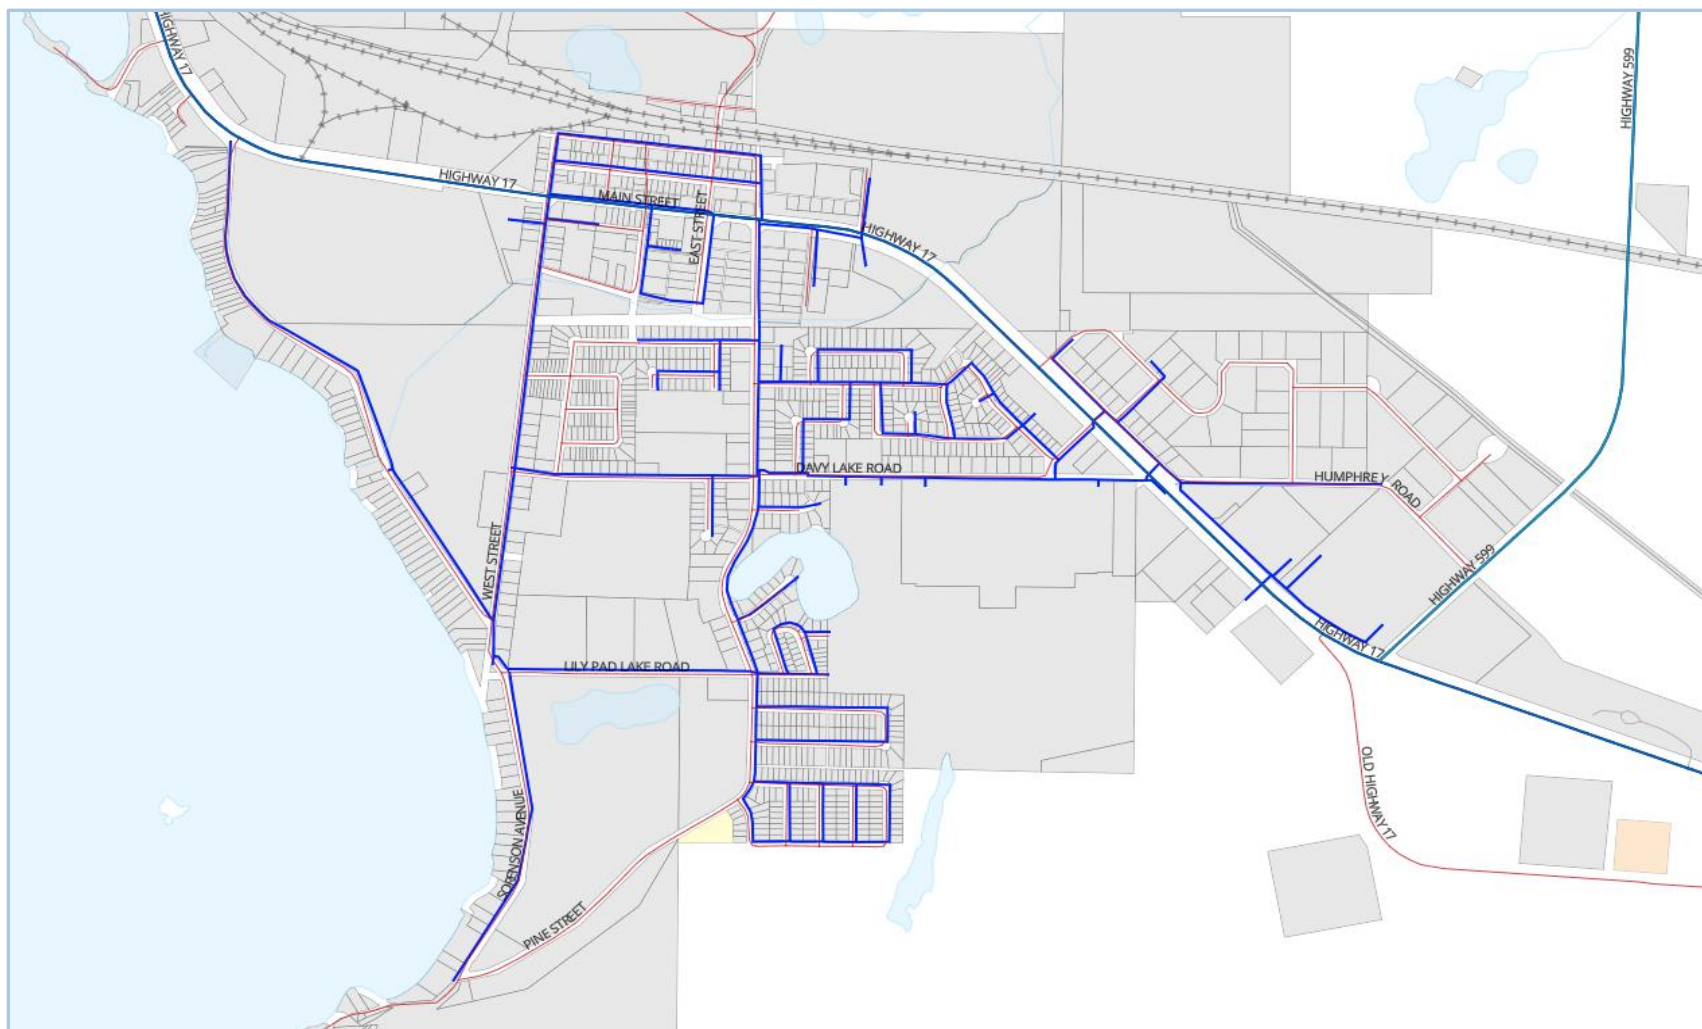 HIGHWAY 17
HIGHWAY 599
HIGHWAY 17
MAIN STREET
EAST STREET
HIGHWAY 17
DAVY LAKE ROAD
HUMPHREY ROAD
WEST STREET
HIGHWAY 599
HIGHWAY 17
LILY PAD LAKE ROAD
OLD HIGHWAY 17
SORENSON AVENUE
PINE STREET